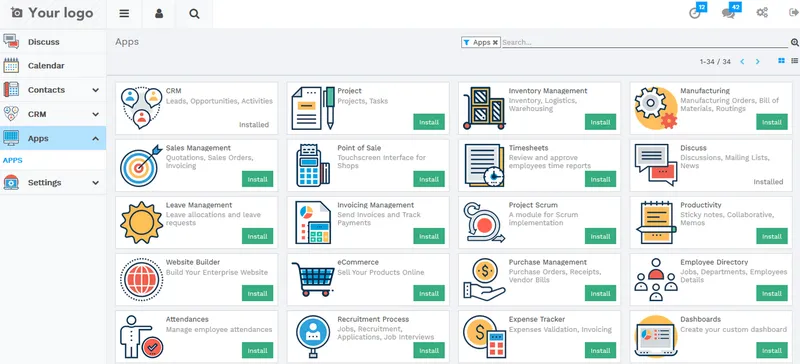 Your logo
12
42
Discuss
Calendar
Contacts
CRM
Apps
APPS
Settings
Apps
Apps
Search...
1-34 / 34
CRM
Leads, Opportunities, Activities
Installed
Project
Projects, Tasks
Install
Inventory Management
Inventory, Logistics,
Warehousing
Install
Manufacturing
Manufacturing Orders, Bill of
Materials, Routings
Install
Sales Management
Quotations, Sales Orders,
Invoicing
Install
Point of Sale
Touchscreen Interface for
Shops
Install
Timesheets
Review and approve
employees time reports
Install
Discuss
Discussions, Mailing Lists,
News
Installed
Leave Management
Leave allocations and leave
requests
Install
Invoicing Management
Send Invoices and Track
Payments
Install
Project Scrum
A module for Scrum
implementation
Install
Productivity
Sticky notes, Collaborative,
Memos
Install
Website Builder
Build Your Enterprise Website
Install
eCommerce
Sell Your Products Online
Install
Purchase Management
Purchase Orders, Receipts,
Vendor Bills
Install
Employee Directory
Jobs, Departments, Employees
Details
Install
Attendances
Manage employee attendances
Install
Recruitment Process
Jobs, Recruitment,
Applications, Job Interviews
Install
Expense Tracker
Expenses Validation, Invoicing
Install
Dashboards
Create your custom dashboard
Install